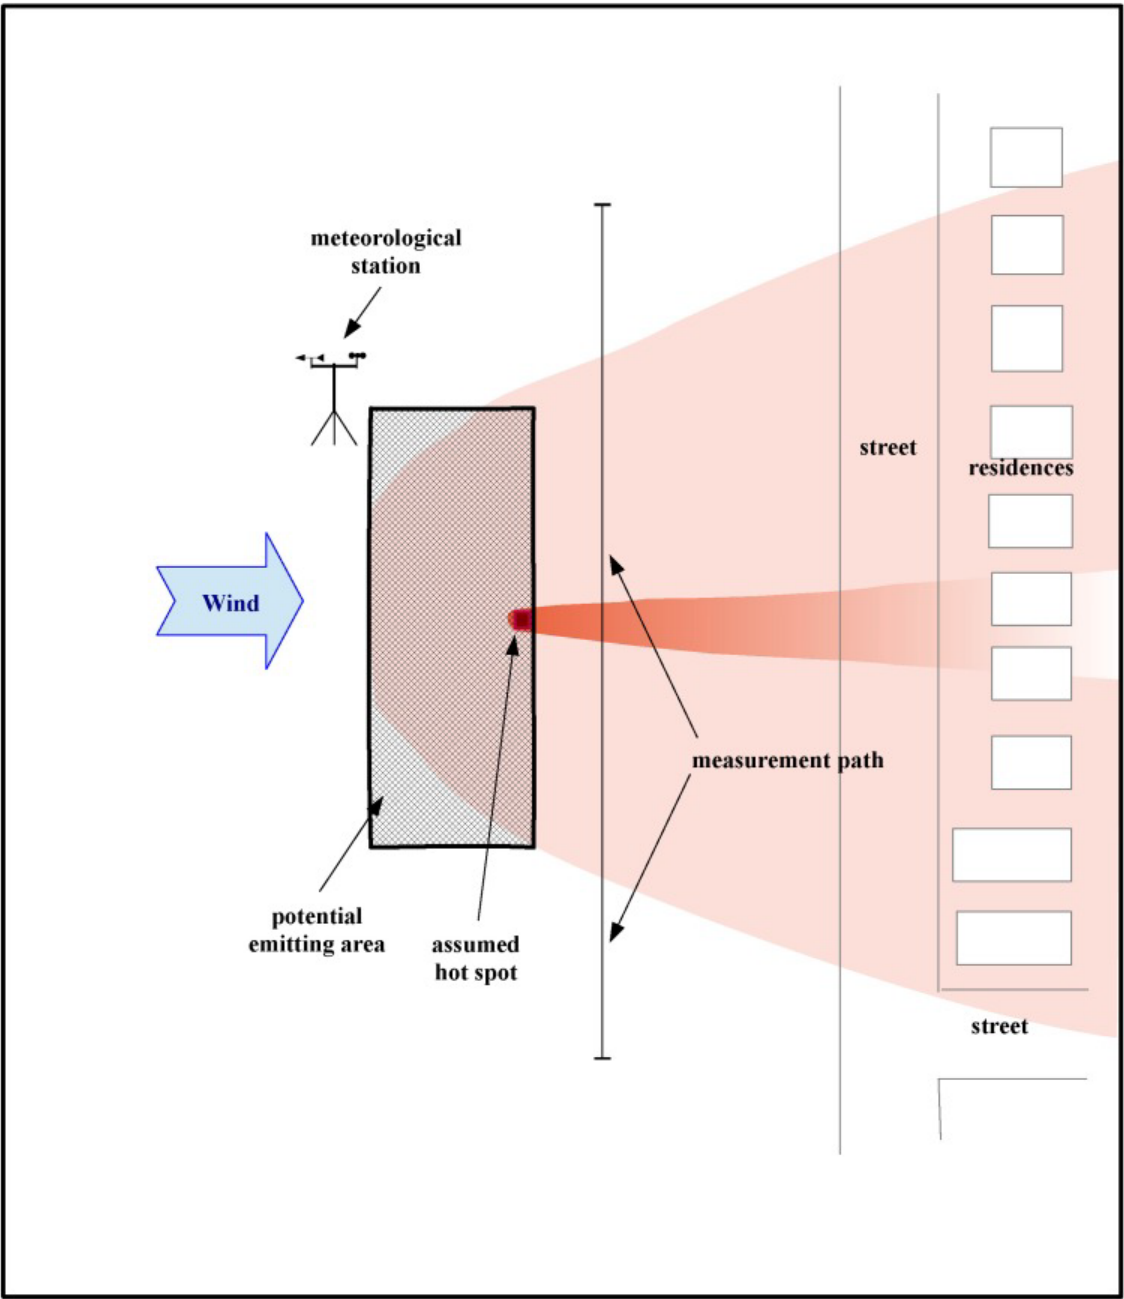 meteorological
station
street
residences
Wind
measurement path
potential
emitting area
assumed
hot spot
street